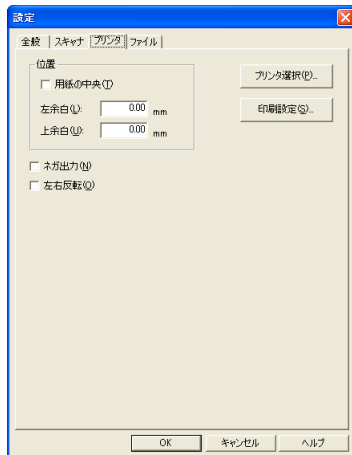 設定
全般 スキャナ プリンタ ファイル
位置
用紙の中央(T)
左余白(L): 0.00 mm
上余白(U): 0.00 mm
プリンタ選択(P)...
印刷設定(S)...
ネガ出力(N)
左右反転(O)
OK キャンセル ヘルプ